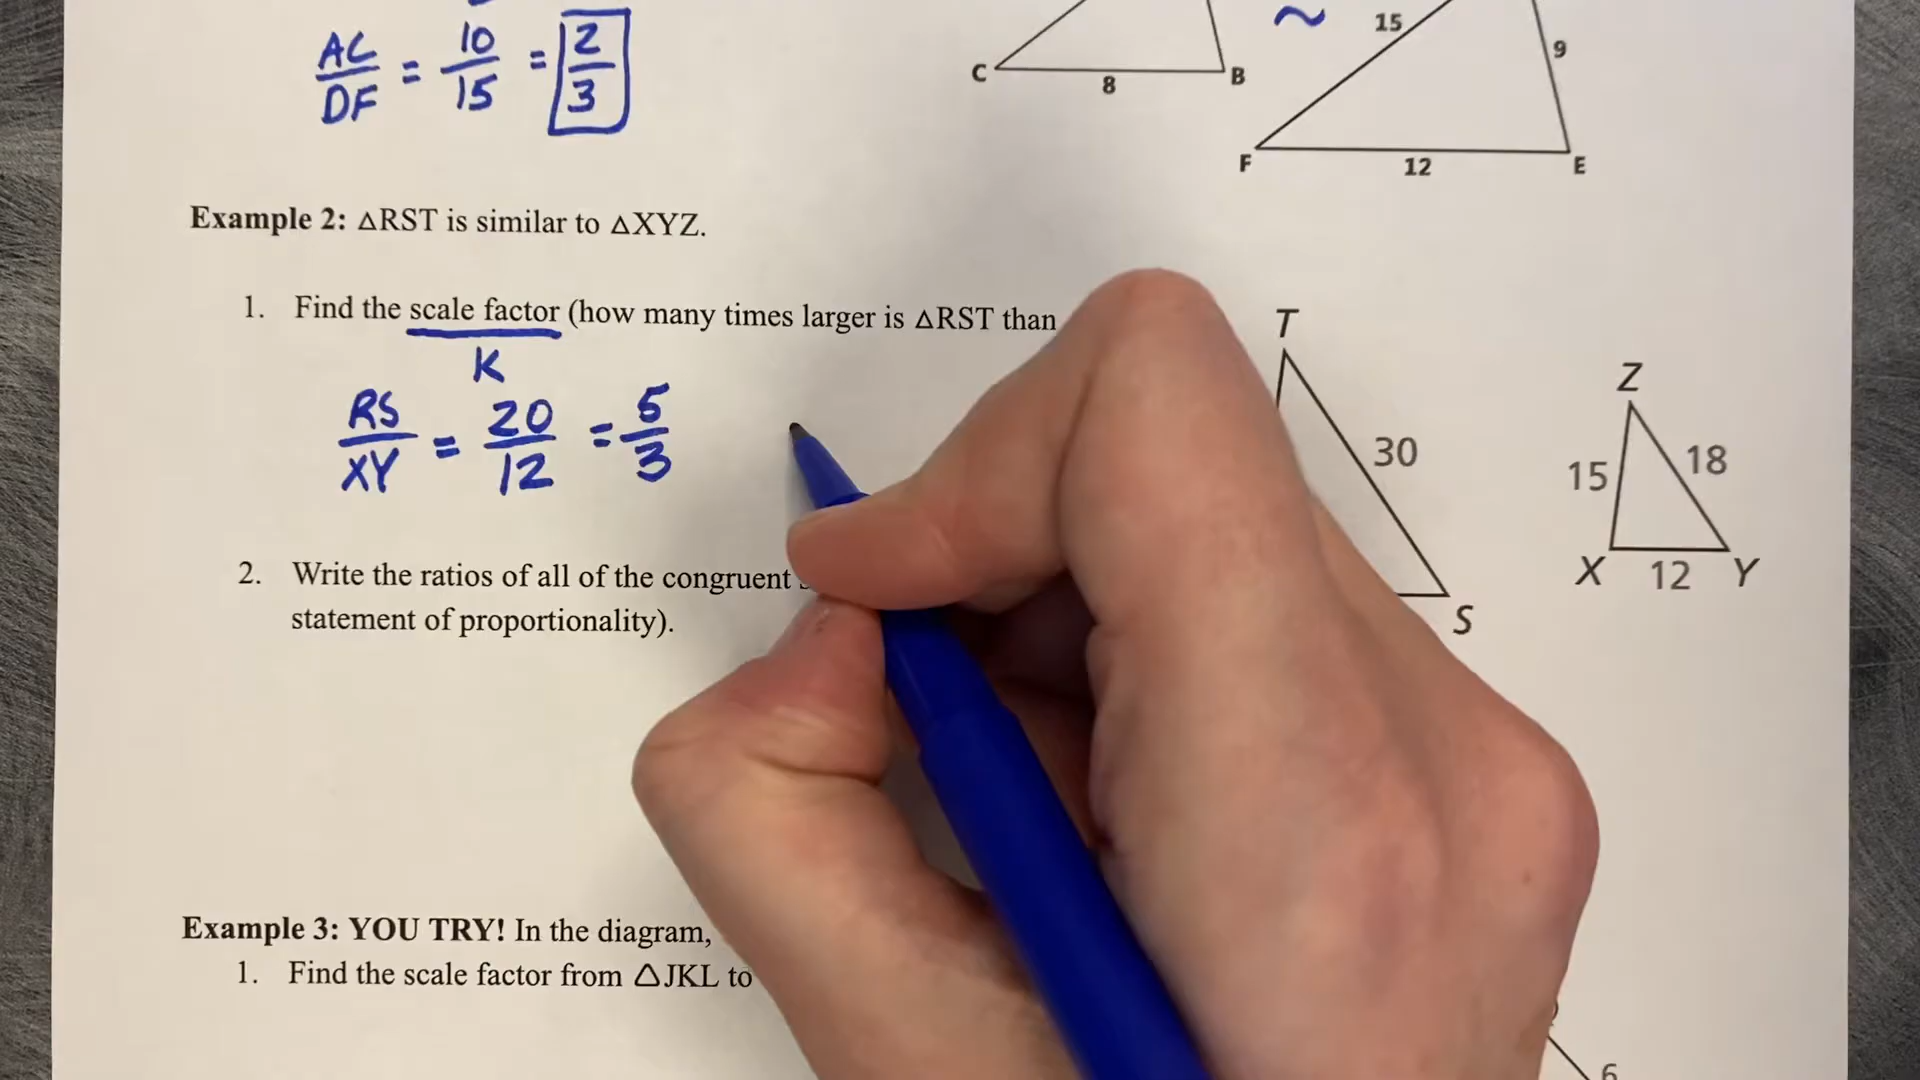 AC
DF
=
10
15
=
2
3
C
8
B
~
15
9
F
12
E
Example 2: △RST is similar to △XYZ.
1. Find the scale factor (how many times larger is △RST than
K
RS
XY
=
20
12
=
5
3
T
30
S
Z
15
18
X
12
Y
2. Write the ratios of all of the congruent
statement of proportionality).
Example 3: YOU TRY! In the diagram,
1. Find the scale factor from △JKL to
6